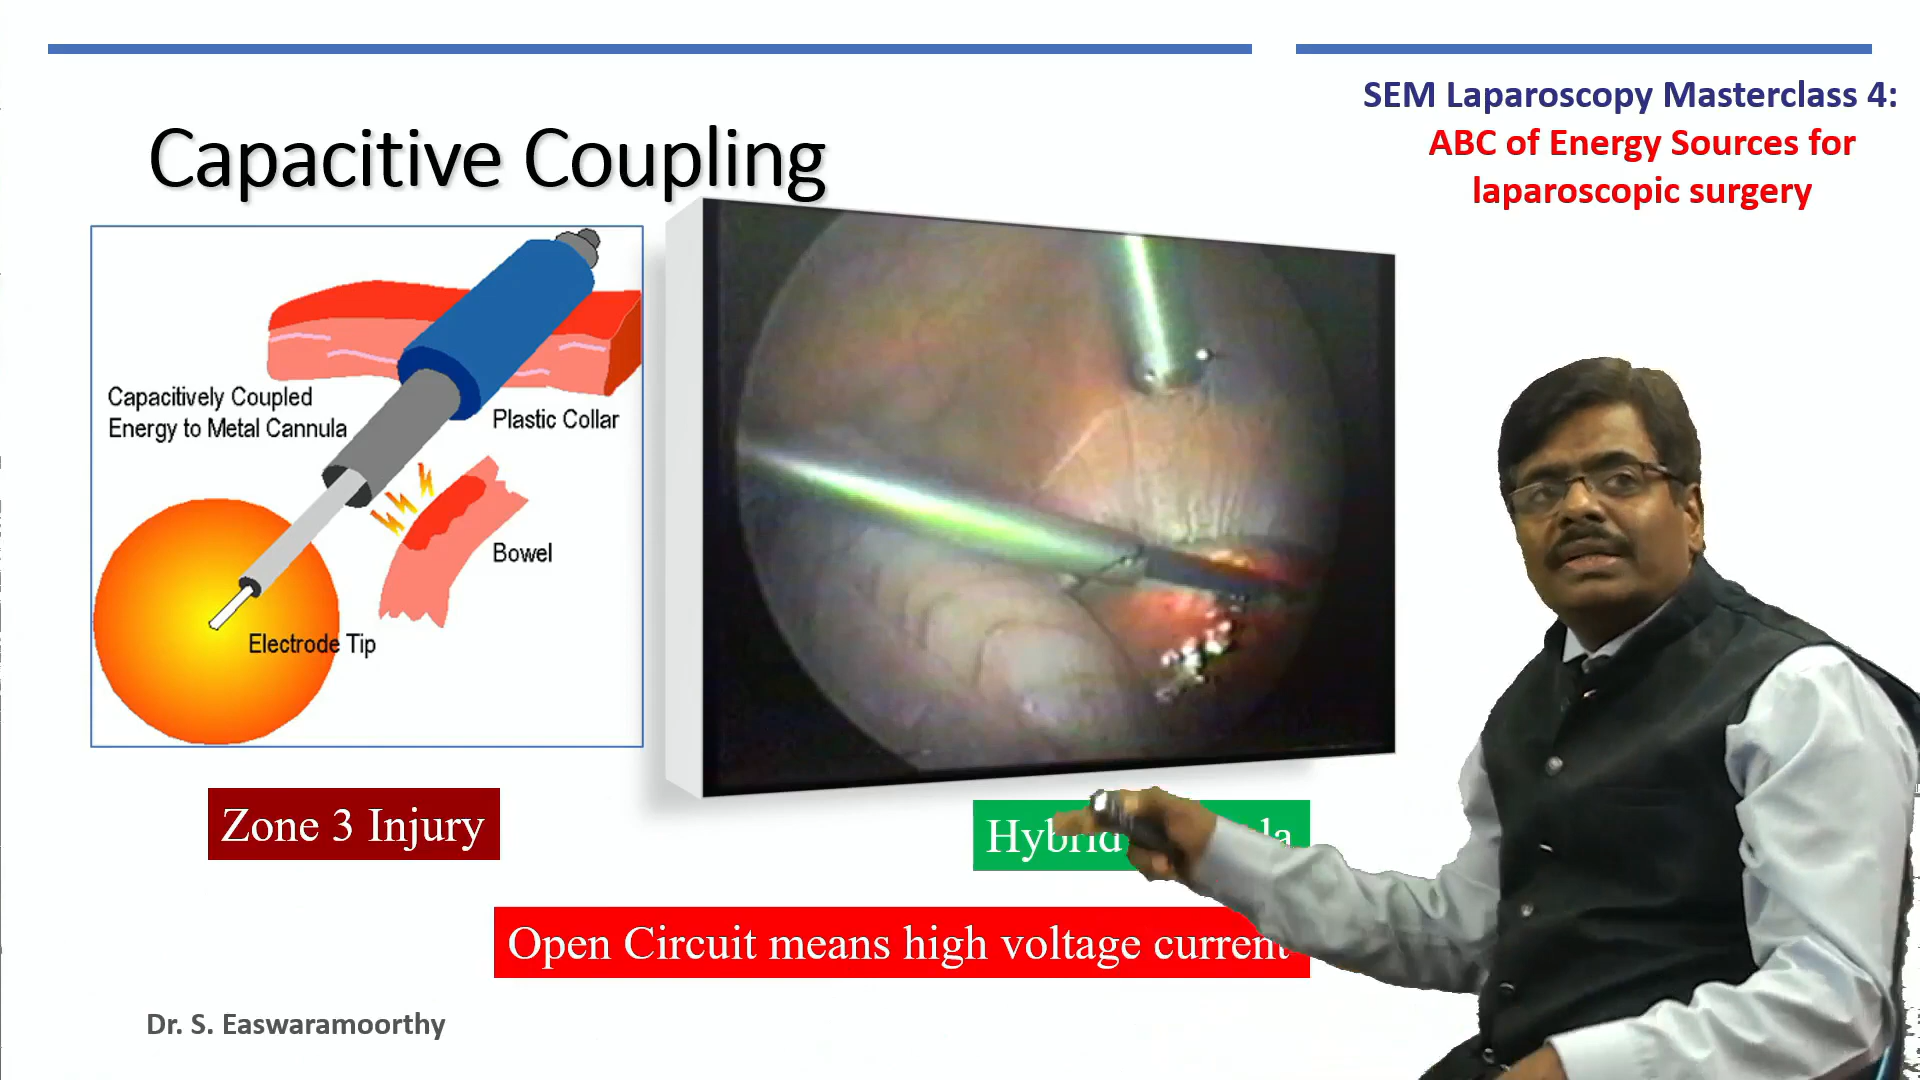 SEM Laparoscopy Masterclass 4:
ABC of Energy Sources for
laparoscopic surgery
Capacitive Coupling
Capacitively Coupled
Energy to Metal Cannula
Plastic Collar
Bowel
Electrode Tip
Zone 3 Injury
Hybrid
Open Circuit means high voltage current
Dr. S. Easwaramoorthy